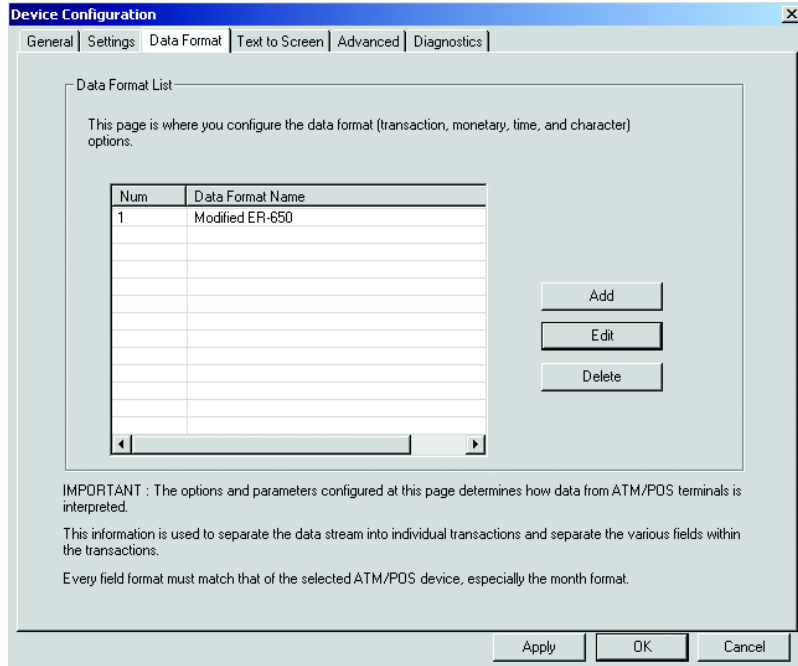 Device Configuration
General Settings Data Format Text to Screen Advanced Diagnostics
Data Format List
This page is where you configure the data format (transaction, monetary, time, and character)
options.
Num Data Format Name
1 Modified ER-650
Add
Edit
Delete
IMPORTANT : The options and parameters configured at this page determines how data from ATM/POS terminals is
interpreted.
This information is used to separate the data stream into individual transactions and separate the various fields within
the transactions.
Every field format must match that of the selected ATM/POS device, especially the month format.
Apply OK Cancel